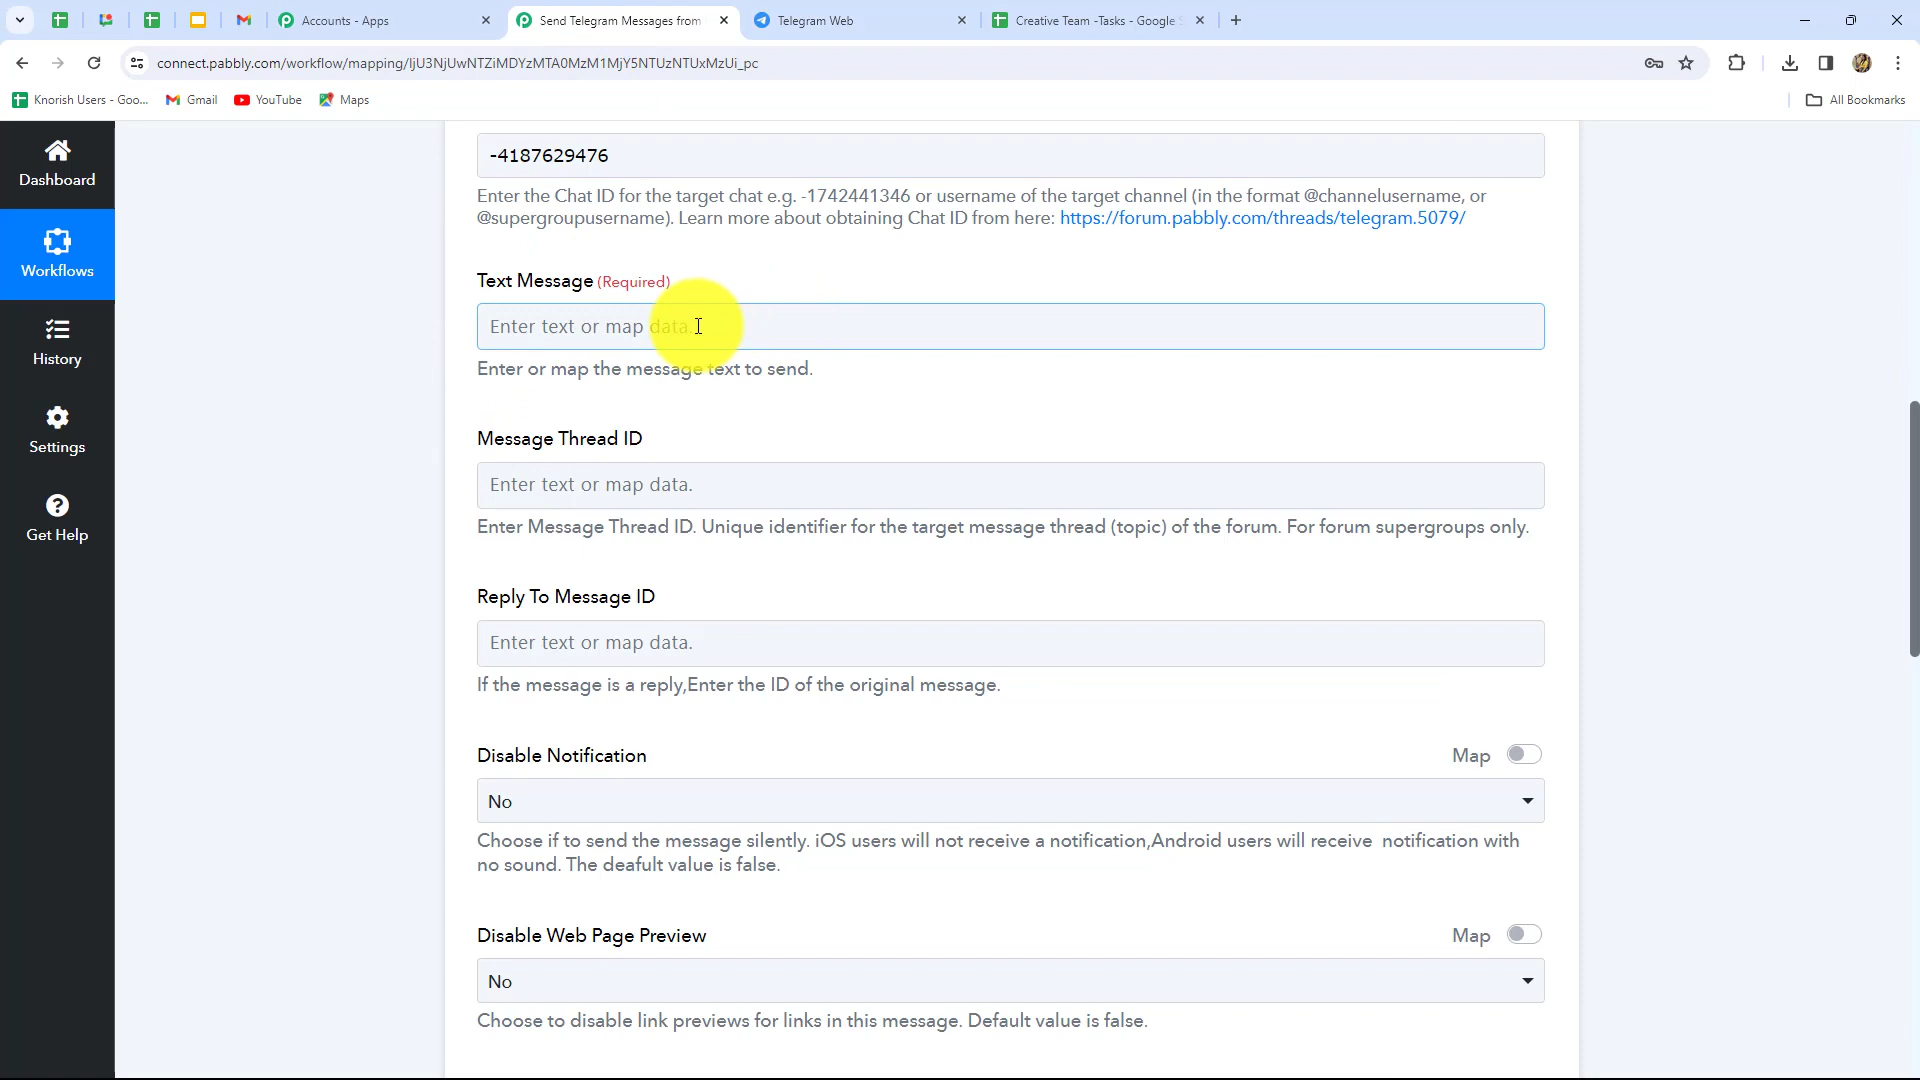 Accounts - Apps
Send Telegram Messages from
Telegram Web
Creative Team -Tasks - Google
connect.pabbly.com/workflow/mapping/IjU3NjUwNTZiMDYzMTA0MzM1MjY5NTUzNTUxMzUi_pc
Knorish Users - Goo...
Gmail
YouTube
Maps
All Bookmarks
Dashboard
Workflows
History
Settings
Get Help
-4187629476
Enter the Chat ID for the target chat e.g. -1742441346 or username of the target channel (in the format @channelusername, or
@supergroupusername). Learn more about obtaining Chat ID from here: https://forum.pabbly.com/threads/telegram.5079/
Text Message (Required)
Enter text or map data.
Enter or map the message text to send.
Message Thread ID
Enter text or map data.
Enter Message Thread ID. Unique identifier for the target message thread (topic) of the forum. For forum supergroups only.
Reply To Message ID
Enter text or map data.
If the message is a reply,Enter the ID of the original message.
Disable Notification
Map
No
Choose if to send the message silently. iOS users will not receive a notification,Android users will receive notification with
no sound. The deafult value is false.
Disable Web Page Preview
Map
No
Choose to disable link previews for links in this message. Default value is false.